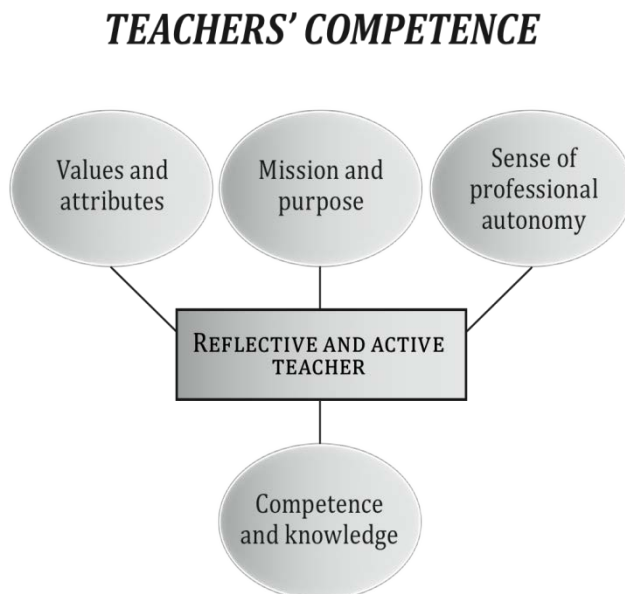 TEACHERS’ COMPETENCE
Values and
attributes
Mission and
purpose
Sense of
professional
autonomy
REFLECTIVE AND ACTIVE
TEACHER
Competence
and knowledge